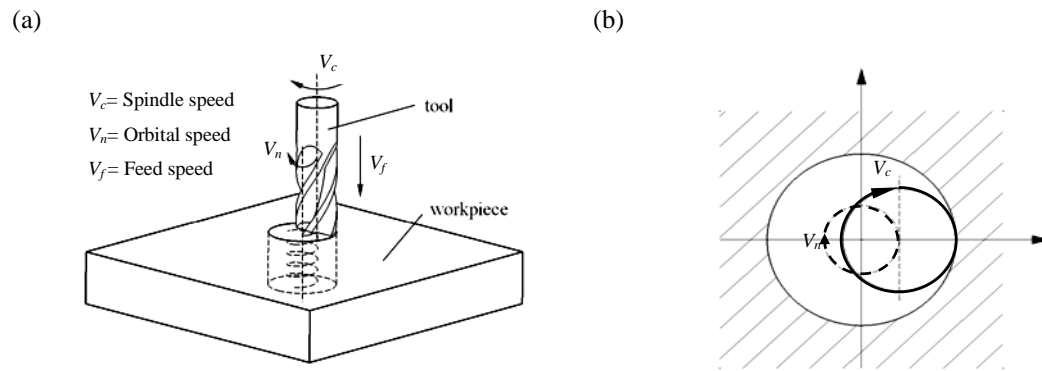 (a)
(b)
Vc
Vc= Spindle speed
Vn= Orbital speed
Vf= Feed speed
tool
Vn
Vf
workpiece
Vc
Vn